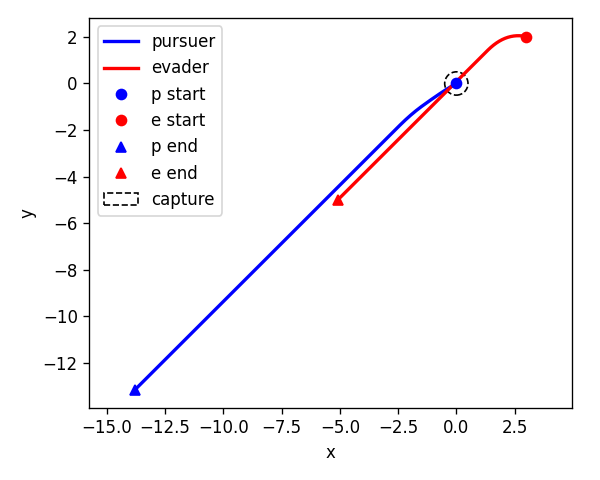 pursuer
evader
p start
e start
p end
e end
capture
2
0
−2
−4
−6
−8
−10
−12
y
−15.0 −12.5 −10.0 −7.5 −5.0 −2.5 0.0 2.5
x